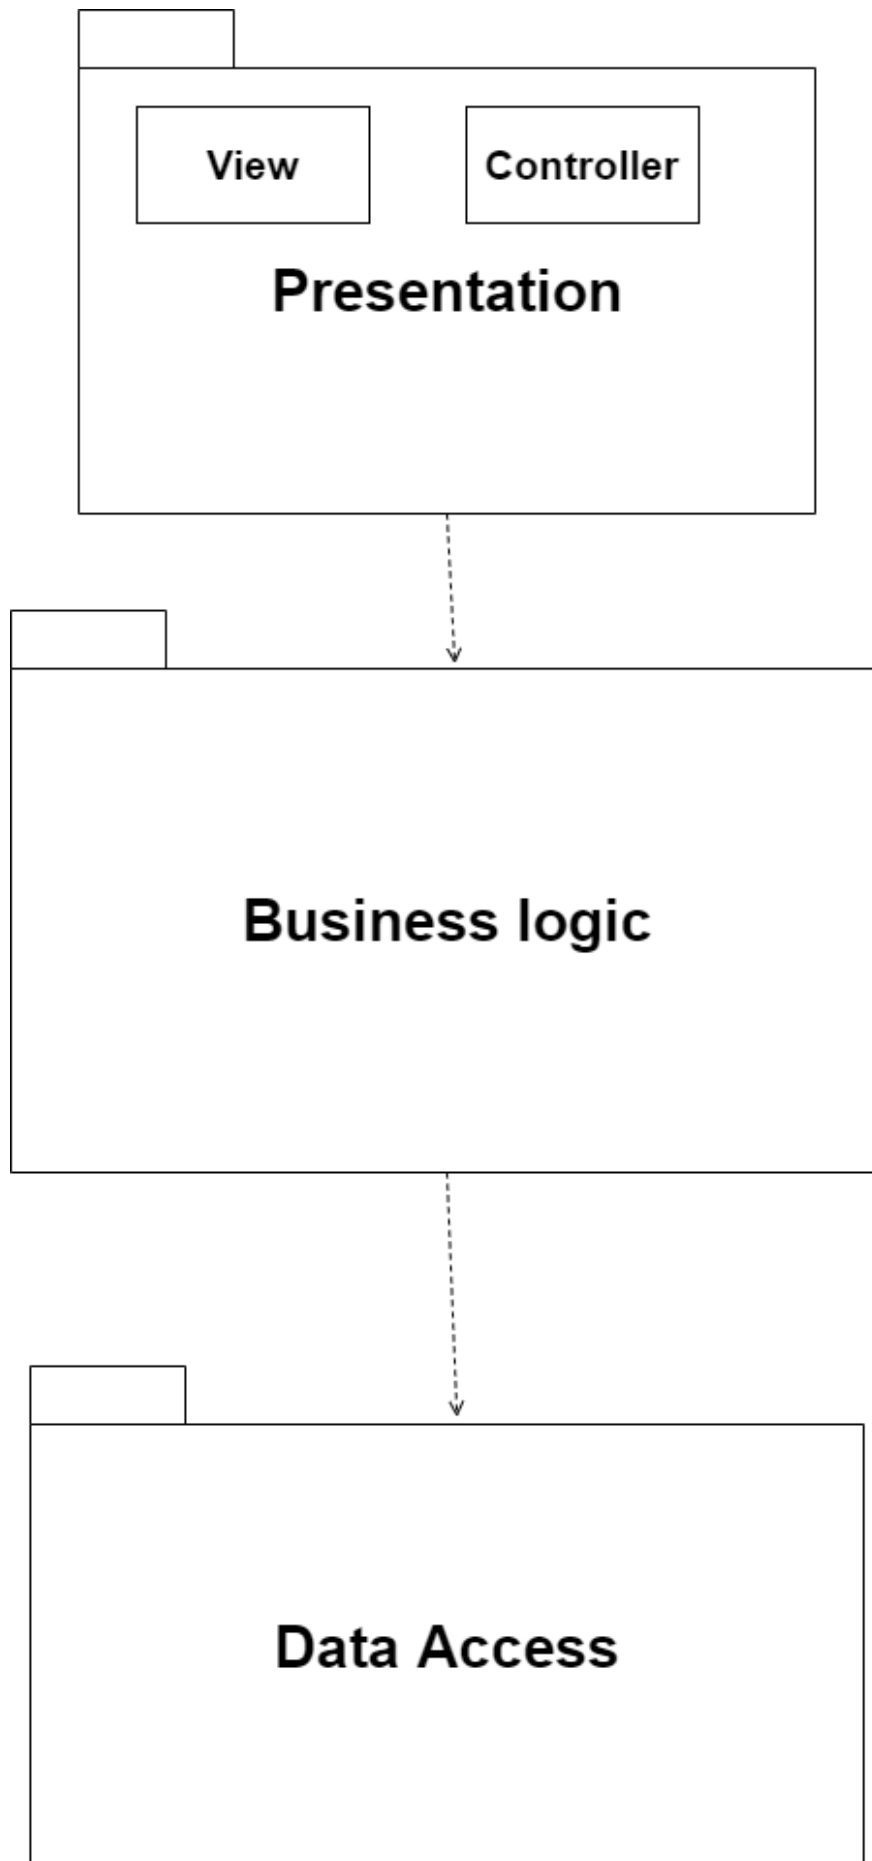 View
Controller
Presentation
Business logic
Data Access